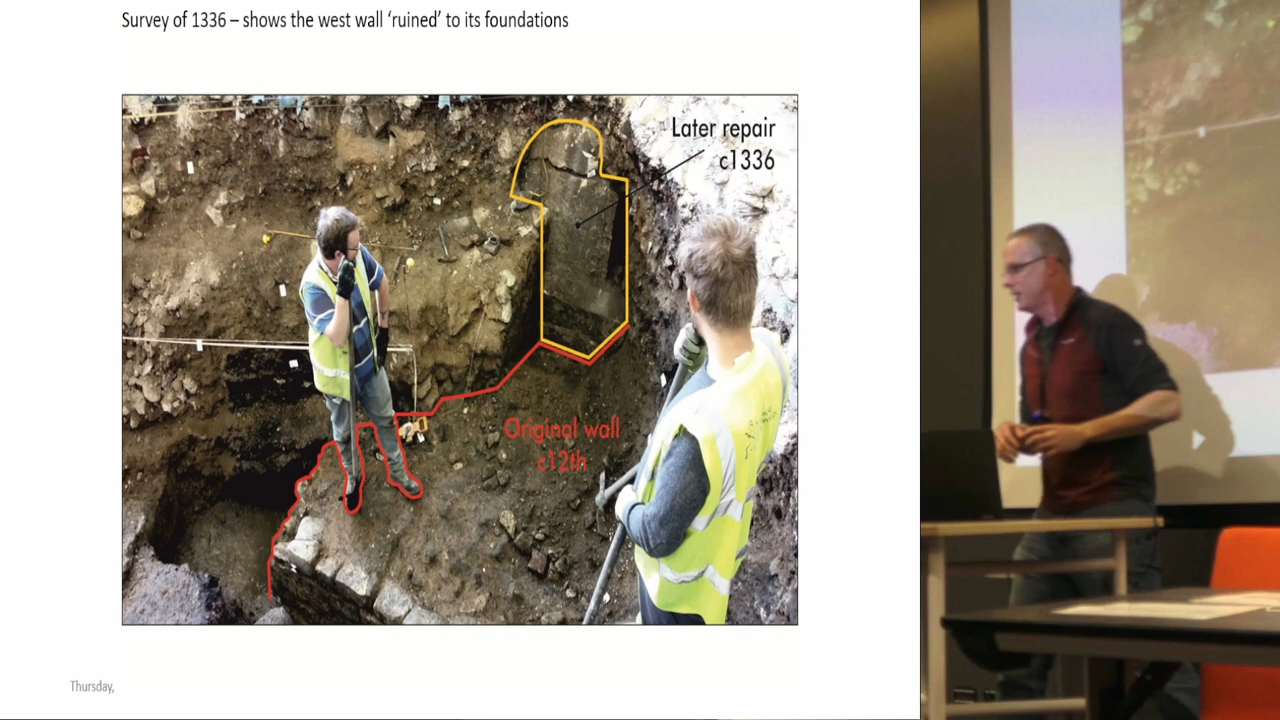 Survey of 1336 – shows the west wall ‘ruined’ to its foundations
Later repair
c1336
Original wall
c12th
Thursday,